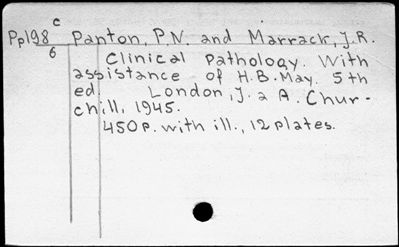 c
Pp198 Panton, P.N. and Marrack, J.R.
6
Clinical Pathology. With
assistance of H.B. May. 5th
ed. London, J. & A. Chur-
chill, 1945.
450p. with ill., 12 plates.